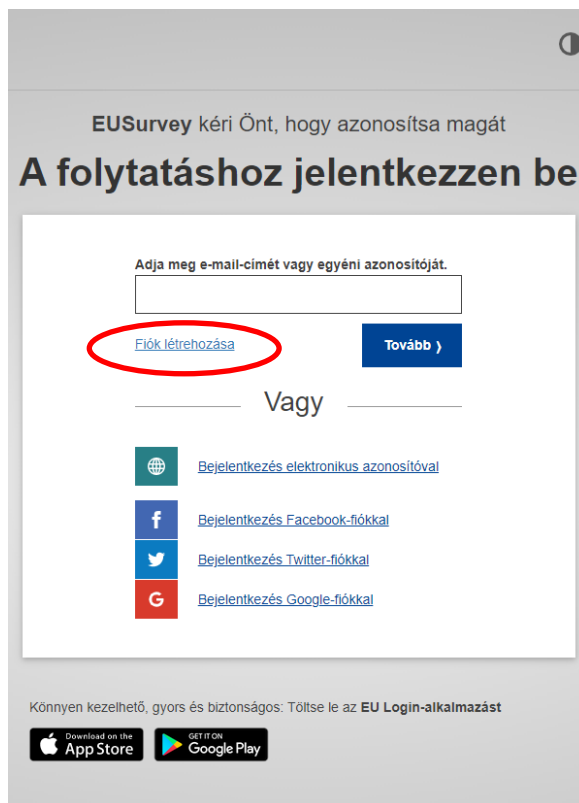 EUSurvey kéri Önt, hogy azonosítsa magát
A folytatáshoz jelentkezzen be
Adja meg e-mail-címét vagy egyéni azonosítóját.
Fiók létrehozása
Tovább ❭
Vagy
Bejelentkezés elektronikus azonosítóval
Bejelentkezés Facebook-fiókkal
Bejelentkezés Twitter-fiókkal
Bejelentkezés Google-fiókkal
Könnyen kezelhető, gyors és biztonságos: Töltse le az EU Login-alkalmazást
Download on the
App Store
GET IT ON
Google Play